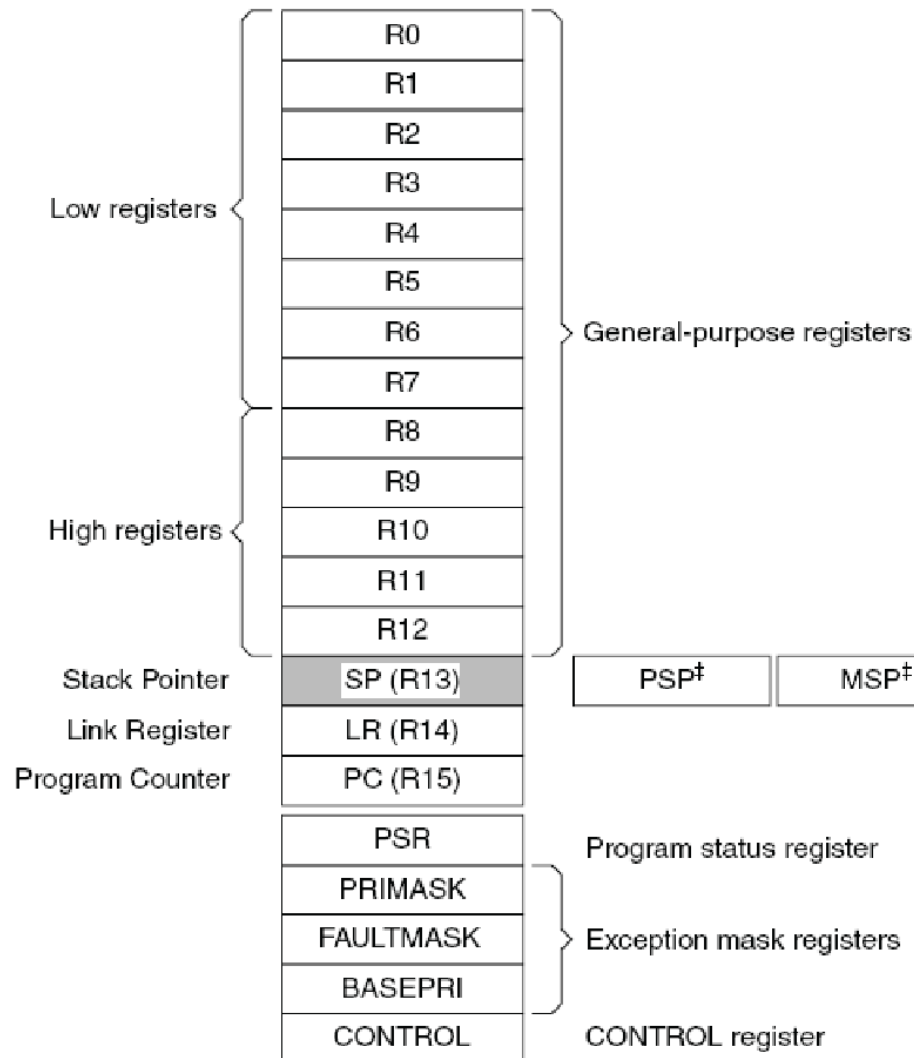 R0
R1
R2
Low registers
R3
R4
R5
R6
General-purpose registers
R7
R8
R9
High registers
R10
R11
R12
Stack Pointer SP (R13) PSP‡ MSP‡
Link Register LR (R14)
Program Counter PC (R15)
PSR Program status register
PRIMASK
FAULTMASK Exception mask registers
BASEPRI
CONTROL CONTROL register